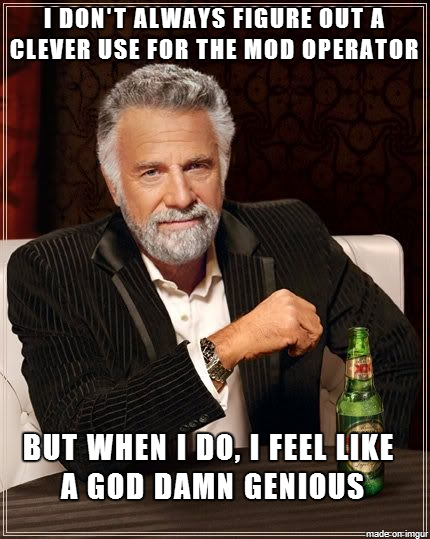 I DON'T ALWAYS FIGURE OUT A
CLEVER USE FOR THE MOD OPERATOR
XX
BUT WHEN I DO, I FEEL LIKE
A GOD DAMN GENIOUS
made on imgur